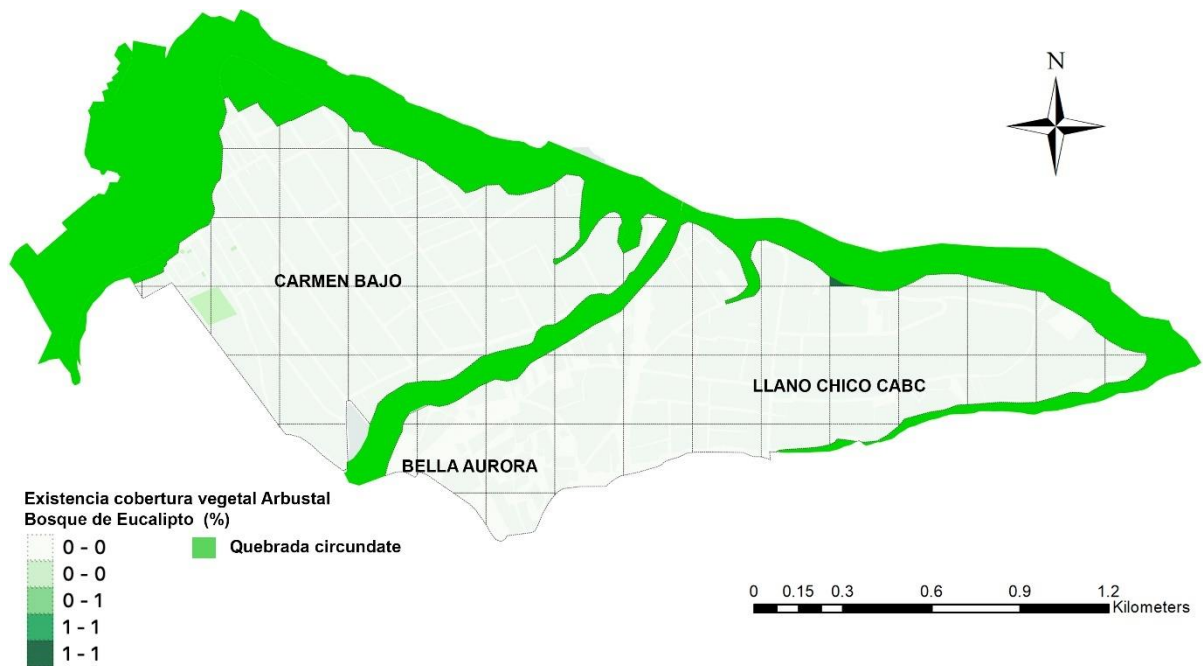 N
CARMEN BAJO
LLANO CHICO CABC
BELLA AURORA
Existencia cobertura vegetal Arbustal
Bosque de Eucalipto (%)
0 - 0
0 - 0
0 - 1
1 - 1
1 - 1
Quebrada circundate
0 0.15 0.3 0.6 0.9 1.2
Kilometers